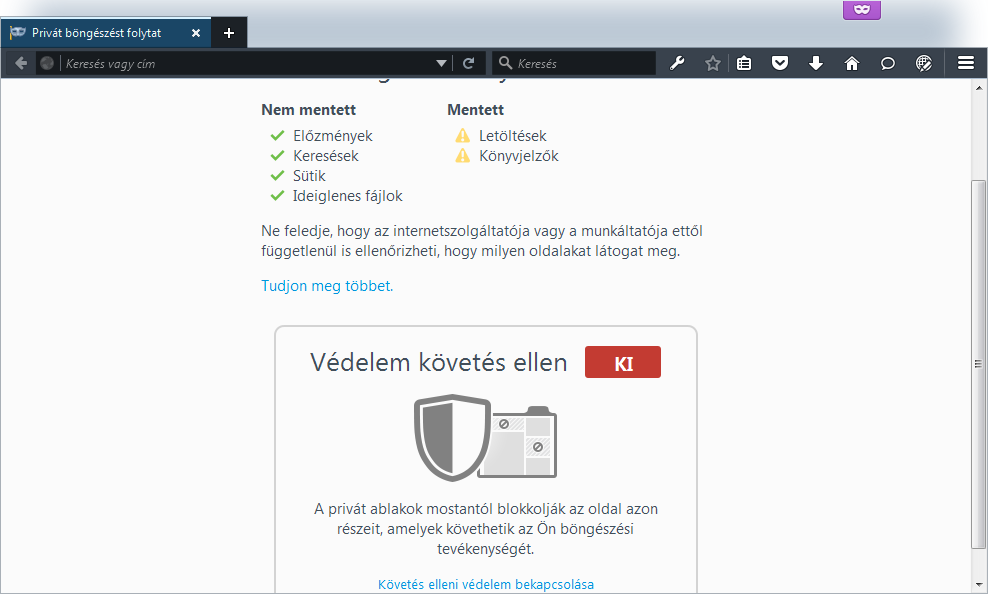 Privát böngészést folytat
Keresés vagy cím
Keresés
Nem mentett
Előzmények
Keresések
Sütik
Ideiglenes fájlok
Mentett
Letöltések
Könyvjelzők
Ne feledje, hogy az internetszolgáltatója vagy a munkáltatója ettől
függetlenül is ellenőrizheti, hogy milyen oldalakat látogat meg.
Tudjon meg többet.
Védelem követés ellen
KI
A privát ablakok mostantól blokkolják az oldal azon
részeit, amelyek követhetik az Ön böngészési
tevékenységét.
Követés elleni védelem bekapcsolása